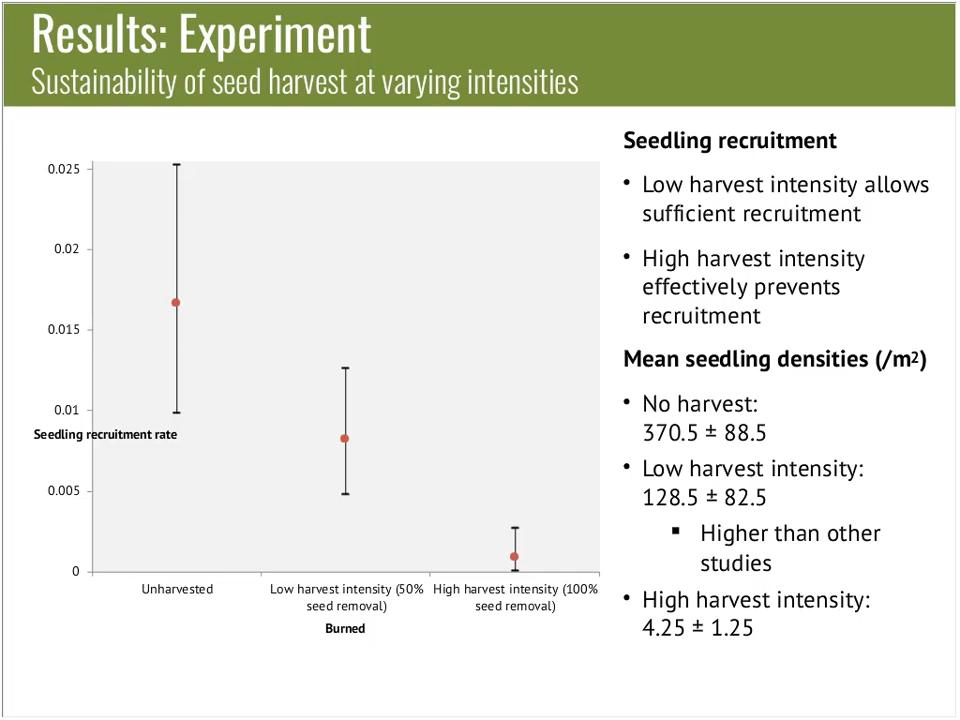 Results: Experiment
Sustainability of seed harvest at varying intensities
0.025
0.02
0.015
0.01
Seedling recruitment rate
0.005
0
Unharvested
Low harvest intensity (50%
seed removal)
High harvest intensity (100%
seed removal)
Burned
Seedling recruitment
• Low harvest intensity allows
sufficient recruitment
• High harvest intensity
effectively prevents
recruitment
Mean seedling densities (/m2)
• No harvest:
370.5 ± 88.5
• Low harvest intensity:
128.5 ± 82.5
▪ Higher than other
studies
• High harvest intensity:
4.25 ± 1.25